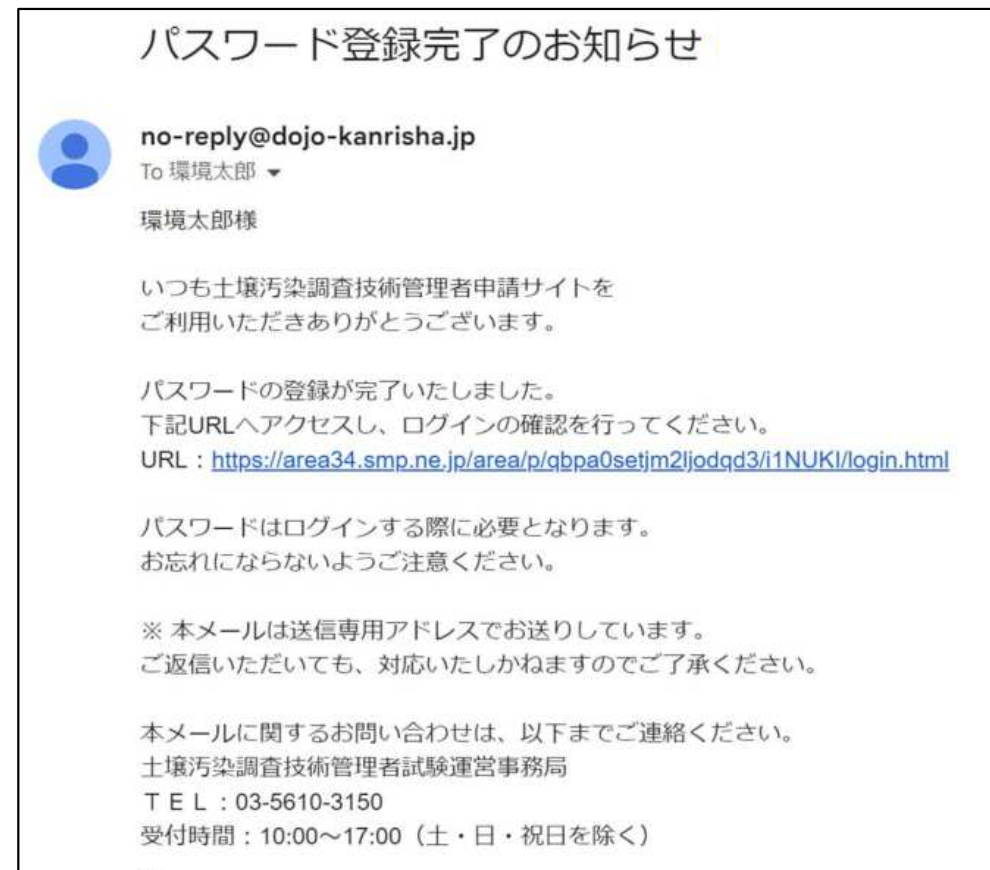 パスワード登録完了のお知らせ
no-reply@dojo-kanrisha.jp
To 環境太郎
環境太郎様
いつも土壌汚染調査技術管理者申請サイトを
ご利用いただきありがとうございます。
パスワードの登録が完了いたしました。
下記URLへアクセスし、ログインの確認を行ってください。
URL：https://area34.smp.ne.jp/area/p/qbpa0setjm2ljodqd3/i1NUKI/login.html
パスワードはログインする際に必要となります。
お忘れにならないようご注意ください。
※ 本メールは送信専用アドレスでお送りしています。
ご返信いただいても、対応いたしかねますのでご了承ください。
本メールに関するお問い合わせは、以下までご連絡ください。
土壌汚染調査技術管理者試験運営事務局
ＴＥＬ：03-5610-3150
受付時間：10:00～17:00（土・日・祝日を除く）